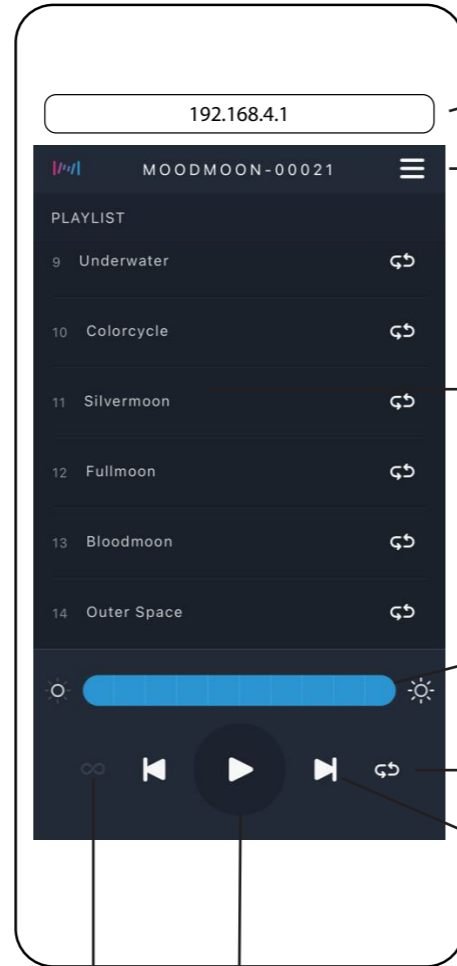 192.168.4.1
MOODMOON-00021
PLAYLIST
9 Underwater
10 Colorcycle
11 Silvermoon
12 Fullmoon
13 Bloodmoon
14 Outer Space